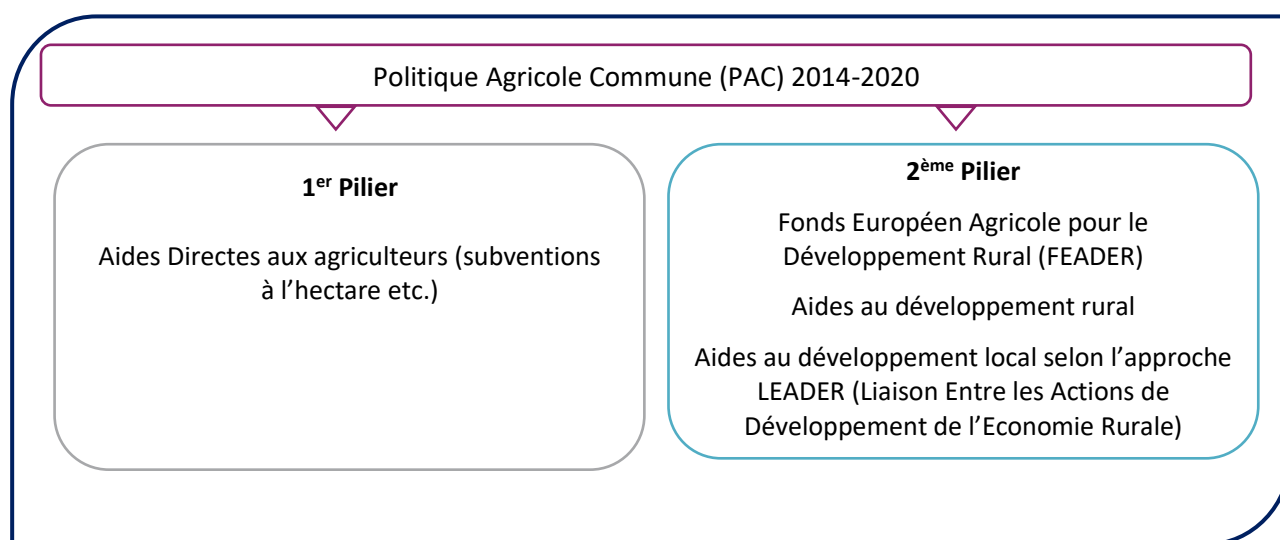 Politique Agricole Commune (PAC) 2014-2020
1er Pilier
Aides Directes aux agriculteurs (subventions
à l’hectare etc.)
2ème Pilier
Fonds Européen Agricole pour le
Développement Rural (FEADER)
Aides au développement rural
Aides au développement local selon l’approche
LEADER (Liaison Entre les Actions de
Développement de l’Economie Rurale)